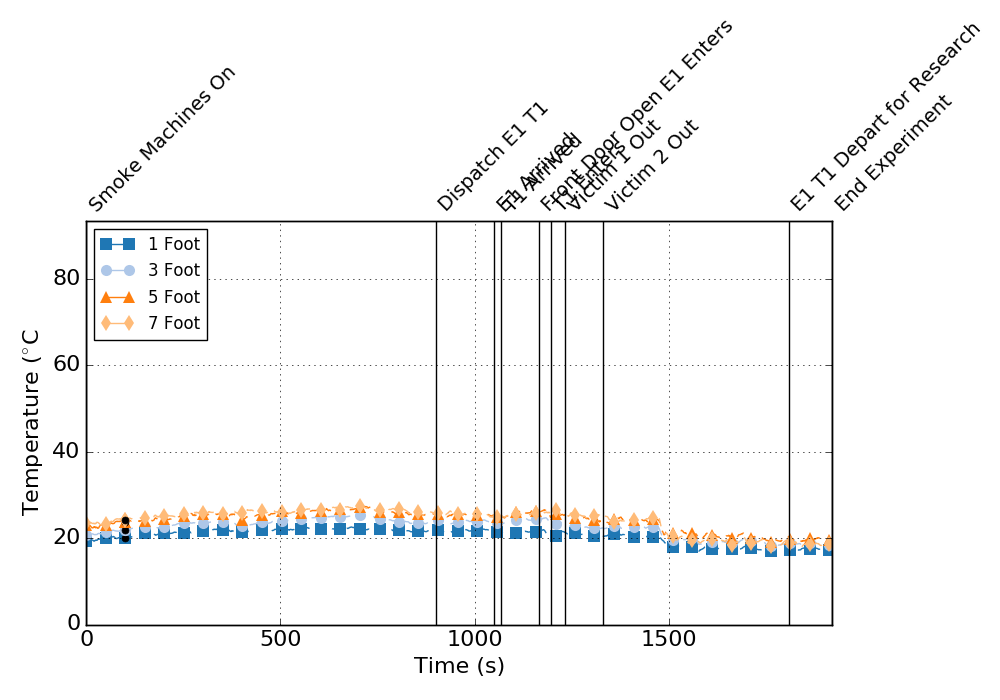 Smoke Machines On
Dispatch E1 T1
E1 Arrived
T1 Arrived
Front Door Open E1 Enters
T1 Enters
Victim 1 Out
Victim 2 Out
E1 T1 Depart for Research
End Experiment
1 Foot
3 Foot
5 Foot
7 Foot
80
60
40
20
0
Temperature (°C
0 500 1000 1500
Time (s)